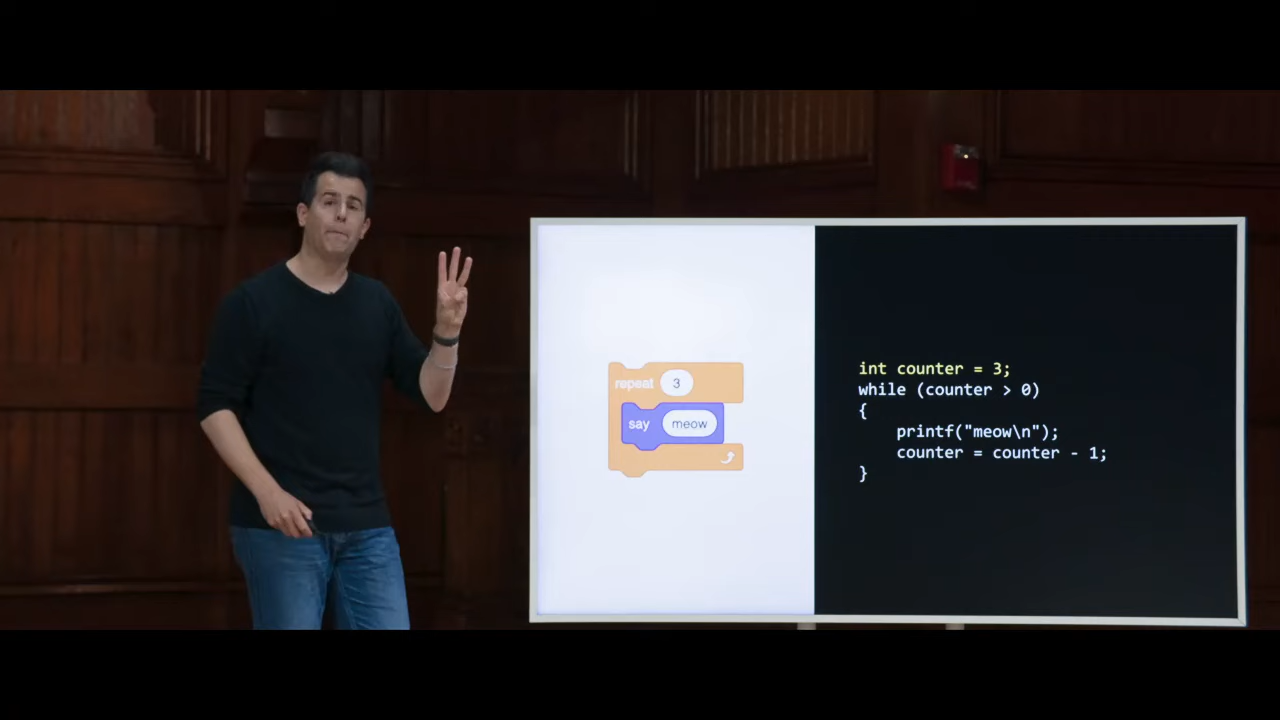 repeat 3
say meow
int counter = 3;
while (counter > 0)
{
printf("meow\n");
counter = counter - 1;
}